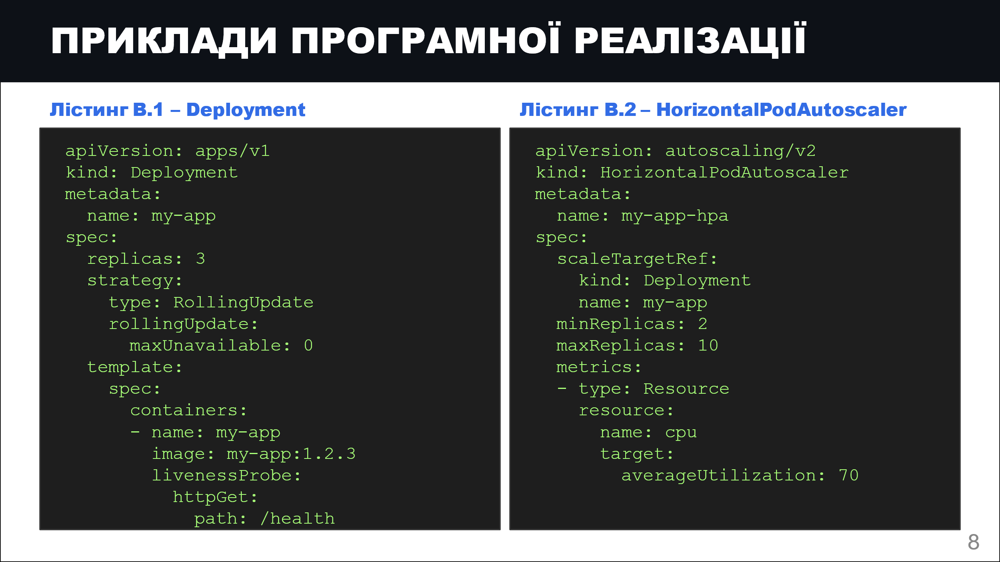 ПРИКЛАДИ ПРОГРАМНОЇ РЕАЛІЗАЦІЇ
Лістинг В.1 – Deployment
apiVersion: apps/v1
kind: Deployment
metadata:
  name: my-app
spec:
  replicas: 3
  strategy:
    type: RollingUpdate
    rollingUpdate:
      maxUnavailable: 0
  template:
    spec:
      containers:
      - name: my-app
        image: my-app:1.2.3
        livenessProbe:
          httpGet:
            path: /health
Лістинг В.2 – HorizontalPodAutoscaler
apiVersion: autoscaling/v2
kind: HorizontalPodAutoscaler
metadata:
  name: my-app-hpa
spec:
  scaleTargetRef:
    kind: Deployment
    name: my-app
  minReplicas: 2
  maxReplicas: 10
  metrics:
  - type: Resource
    resource:
      name: cpu
      target:
        averageUtilization: 70
8